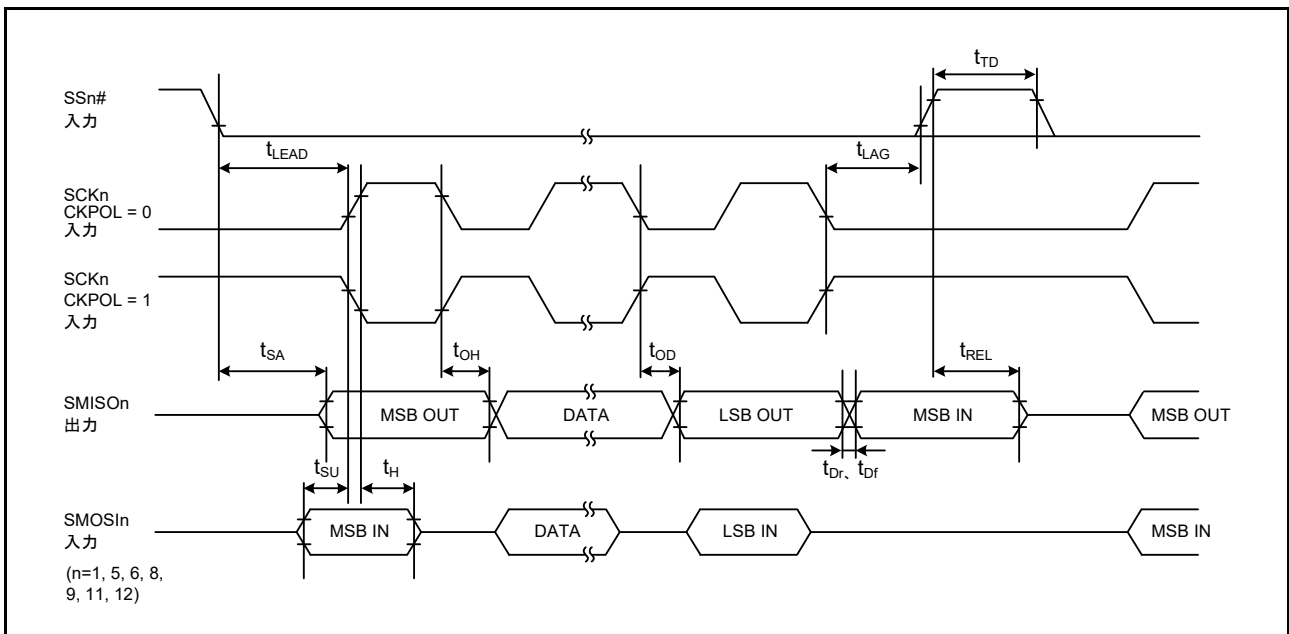 tTD
SSn#
入力
tLEAD
tLAG
SCKn
CKPOL = 0
入力
SCKn
CKPOL = 1
入力
tSA
tOH
tOD
tREL
SMISOn
出力
MSB OUT
DATA
LSB OUT
MSB IN
MSB OUT
tSU
tH
tDr、tDf
SMOSIn
入力
MSB IN
DATA
LSB IN
MSB IN
(n=1, 5, 6, 8,
9, 11, 12)